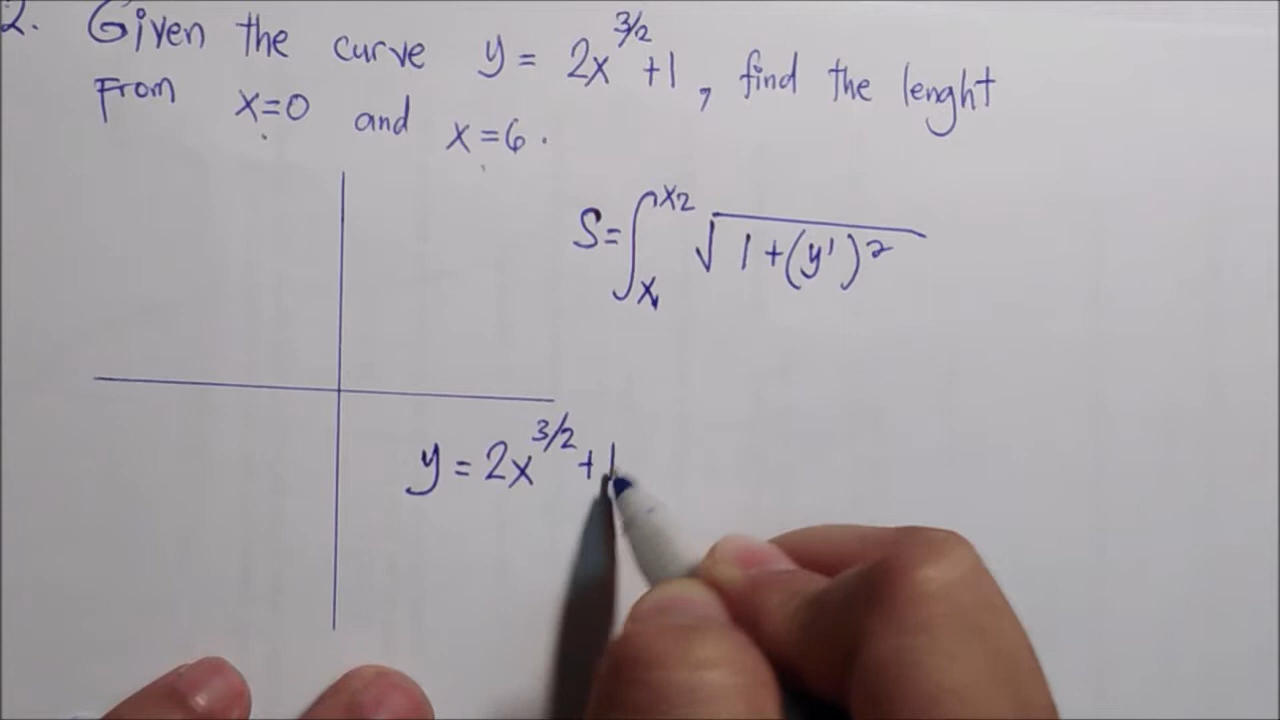 2. Given the curve y = 2x^3/2 +1, find the lenght
From x=0 and x=6.
S=∫x₁ x2 √1+(y')²
y = 2x^3/2 +1